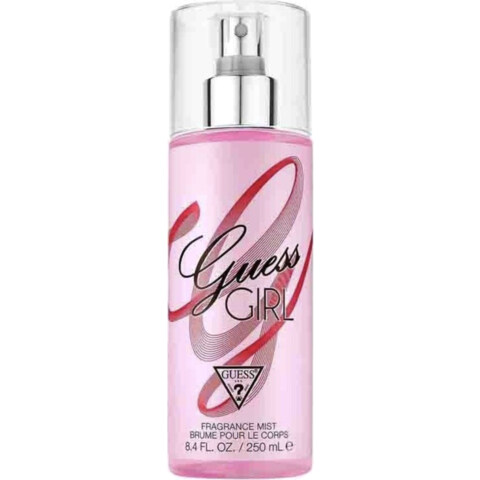 Guess
GIRL
GUESS®
?
FRAGRANCE MIST
BRUME POUR LE CORPS
8.4 FL. OZ. / 250 mL ℮